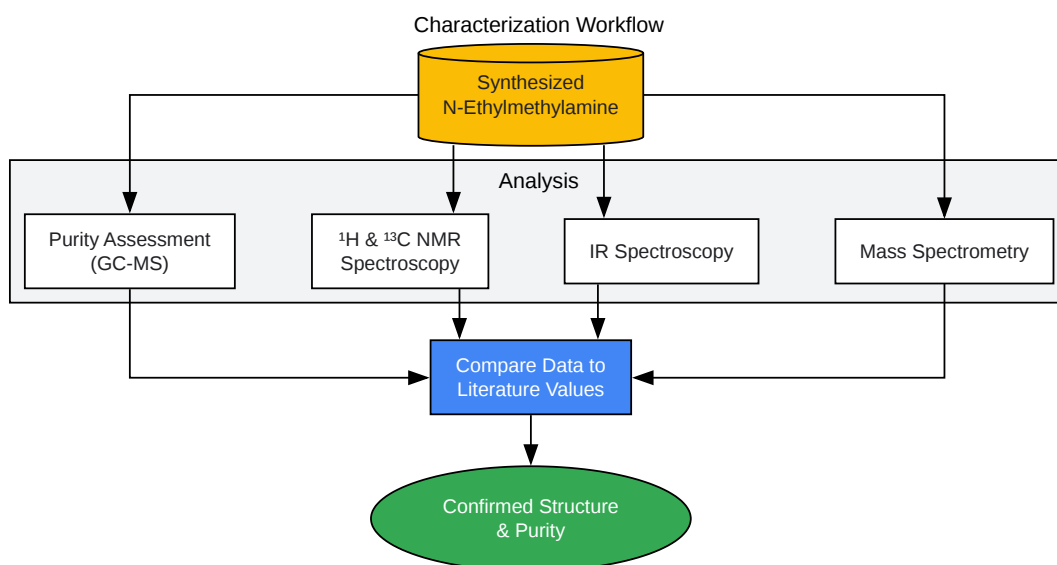 Characterization Workflow
Synthesized
N-Ethylmethylamine
Analysis
Purity Assessment
(GC-MS)
¹H & ¹³C NMR
Spectroscopy
IR Spectroscopy
Mass Spectrometry
Compare Data to
Literature Values
Confirmed Structure
& Purity